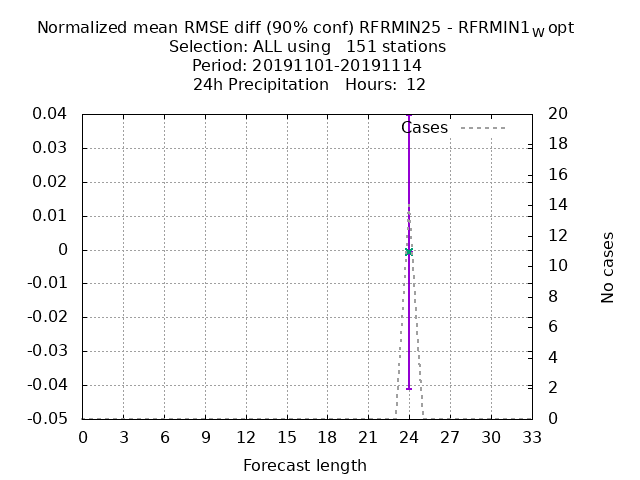 Normalized mean RMSE diff (90% conf) RFRMIN25 - RFRMIN1wopt
Selection: ALL using   151 stations
Period: 20191101-20191114
24h Precipitation   Hours:  12
Cases
0.04
0.03
0.02
0.01
0
-0.01
-0.02
-0.03
-0.04
-0.05
20
18
16
14
12
10
8
6
4
2
0
No cases
0 3 6 9 12 15 18 21 24 27 30 33
Forecast length